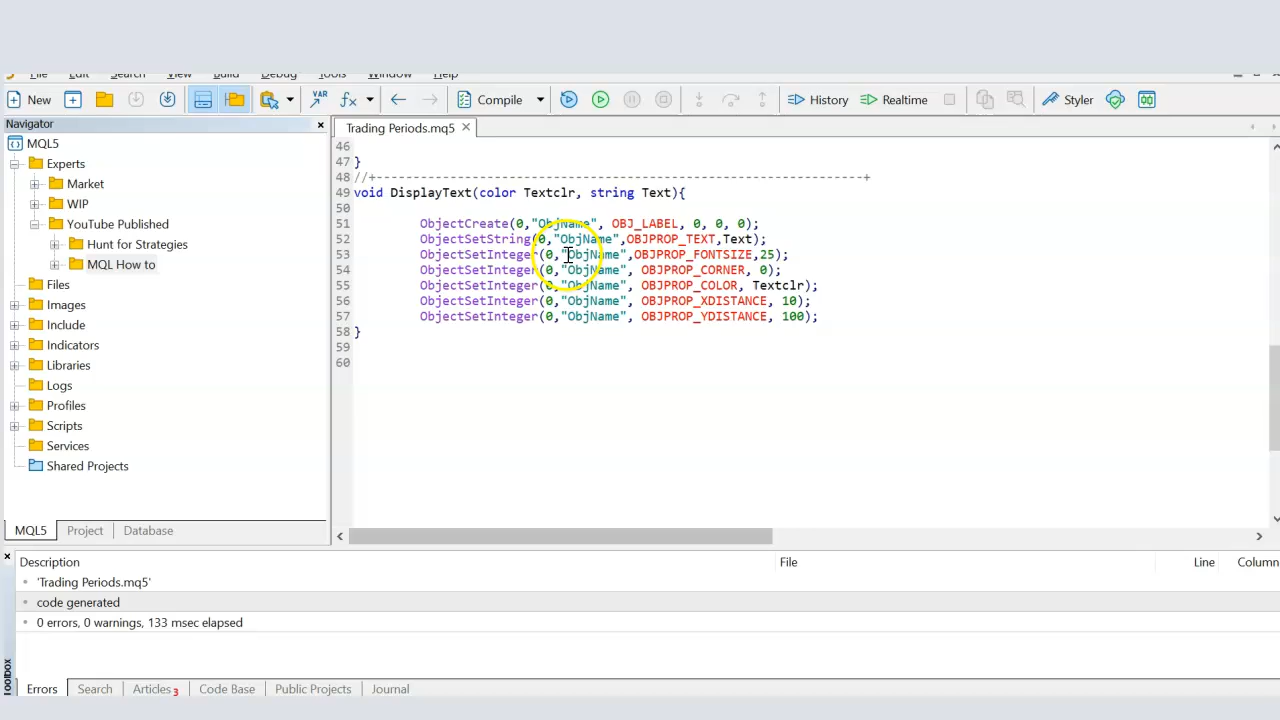 File Edit Search View Build Debug Tools Window Help
New VAR fx Compile History Realtime Styler
Navigator
Trading Periods.mq5
MQL5
Experts
Market
WIP
YouTube Published
Hunt for Strategies
MQL How to
Files
Images
Include
Indicators
Libraries
Logs
Profiles
Scripts
Services
Shared Projects
MQL5 Project Database
46
47 }
48 //+------------------------------------------------------------------+
49 void DisplayText(color Textclr, string Text){
50
51 ObjectCreate(0,"ObjName", OBJ_LABEL, 0, 0, 0);
52 ObjectSetString(0,"ObjName",OBJPROP_TEXT,Text);
53 ObjectSetInteger(0,"ObjName",OBJPROP_FONTSIZE,25);
54 ObjectSetInteger(0,"ObjName", OBJPROP_CORNER, 0);
55 ObjectSetInteger(0,"ObjName", OBJPROP_COLOR, Textclr);
56 ObjectSetInteger(0,"ObjName", OBJPROP_XDISTANCE, 10);
57 ObjectSetInteger(0,"ObjName", OBJPROP_YDISTANCE, 100);
58 }
59
60
Description File Line Column
'Trading Periods.mq5'
code generated
0 errors, 0 warnings, 133 msec elapsed
Toolbox
Errors Search Articles 3 Code Base Public Projects Journal